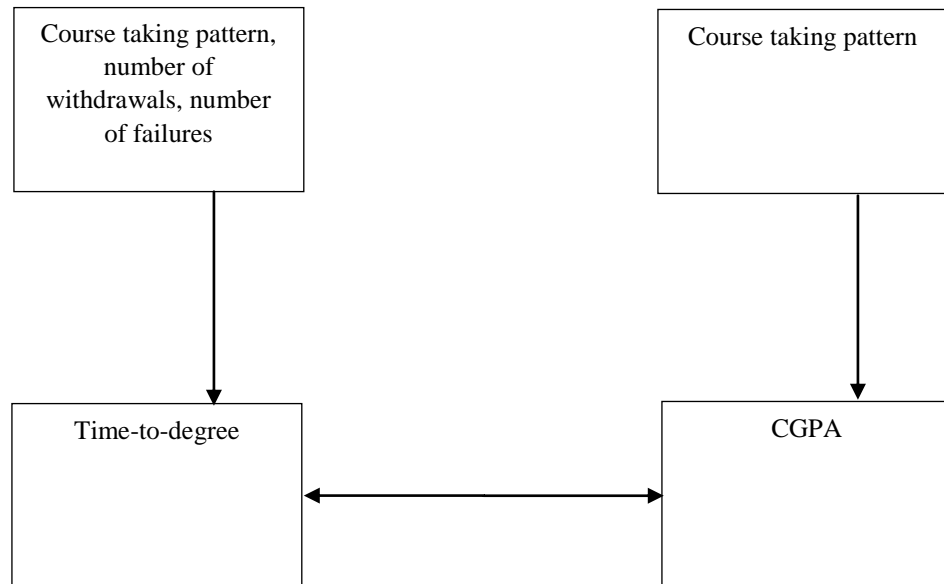 Course taking pattern,
number of
withdrawals, number
of failures
Course taking pattern
Time-to-degree
CGPA